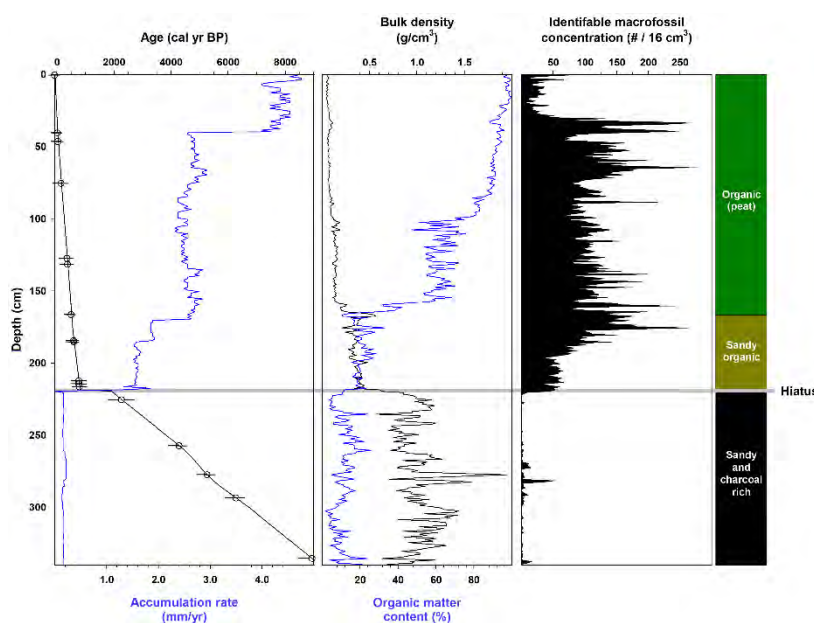 Age (cal yr BP)
0 2000 4000 6000 8000
Bulk density
(g/cm3)
0.5 1 1.5
Identifable macrofossil
concentration (# / 16 cm3)
50 100 150 200 250
Depth (cm)
0
50
100
150
200
250
300
Organic
(peat)
Sandy
organic
Hiatus
Sandy
and
charcoal
rich
1.0 2.0 3.0 4.0
Accumulation rate
(mm/yr)
20 40 60 80
Organic matter
content (%)